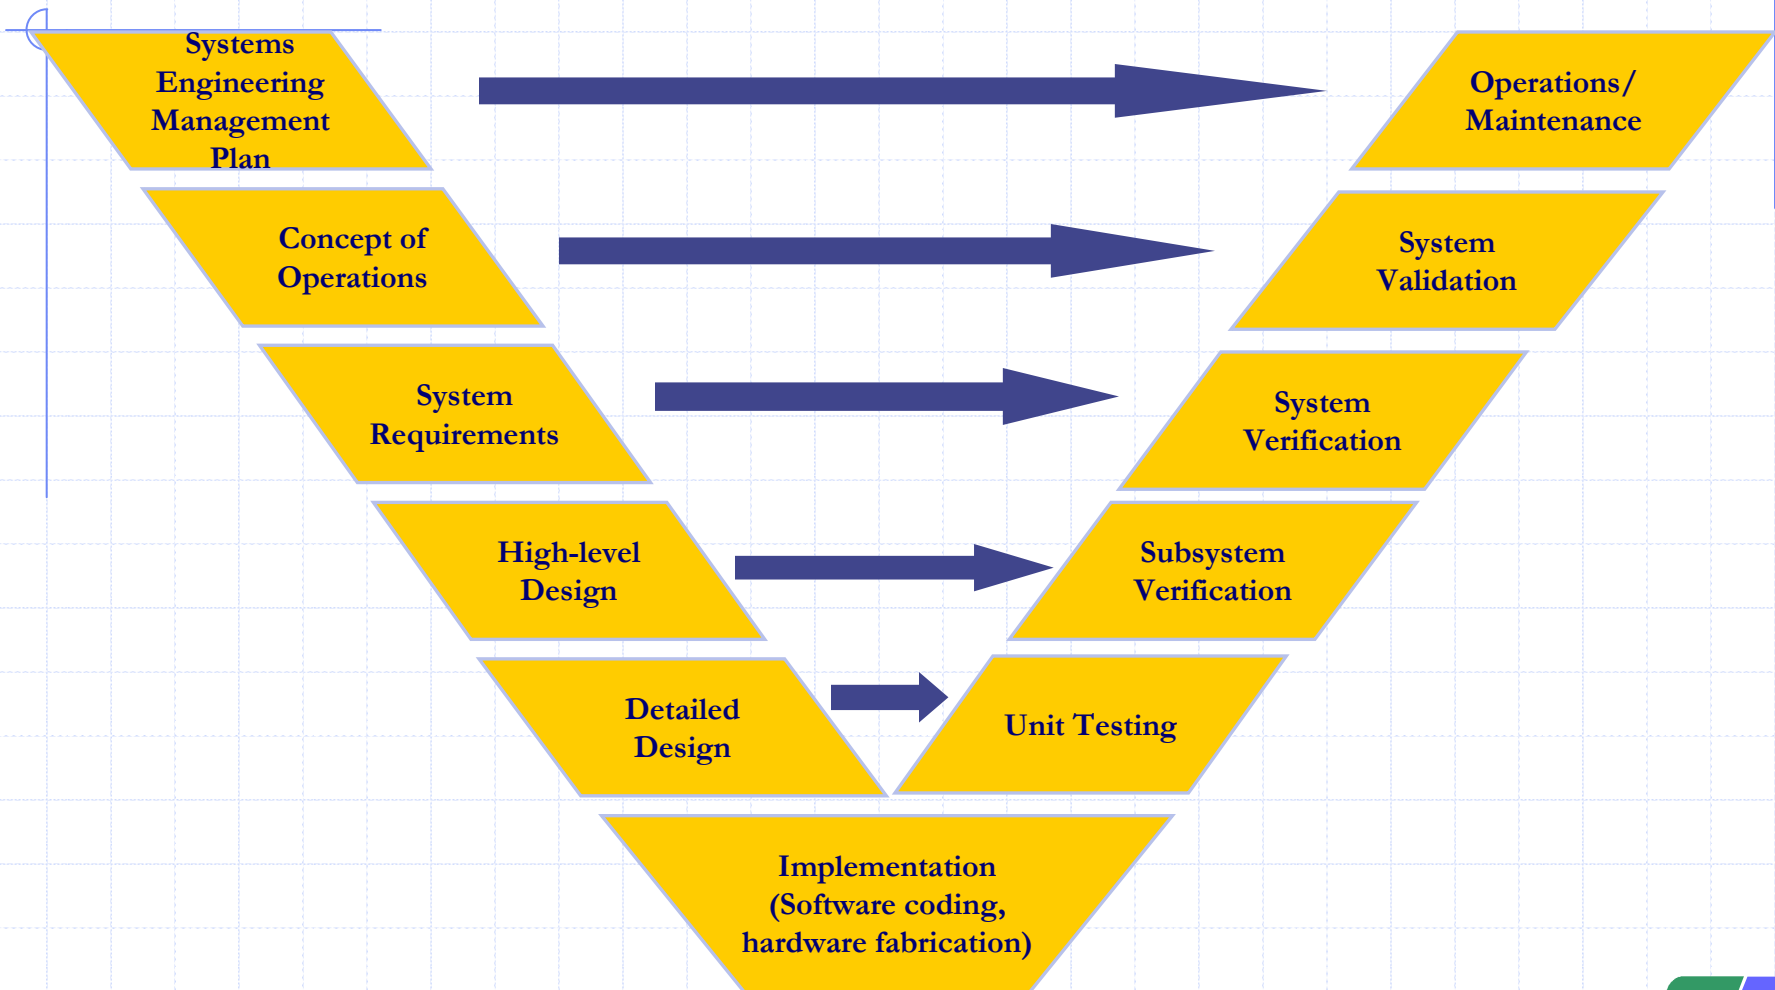 Systems
Engineering
Management
Plan
Operations/
Maintenance
Concept of
Operations
System
Validation
System
Requirements
System
Verification
High-level
Design
Subsystem
Verification
Detailed
Design
Unit Testing
Implementation
(Software coding,
hardware fabrication)